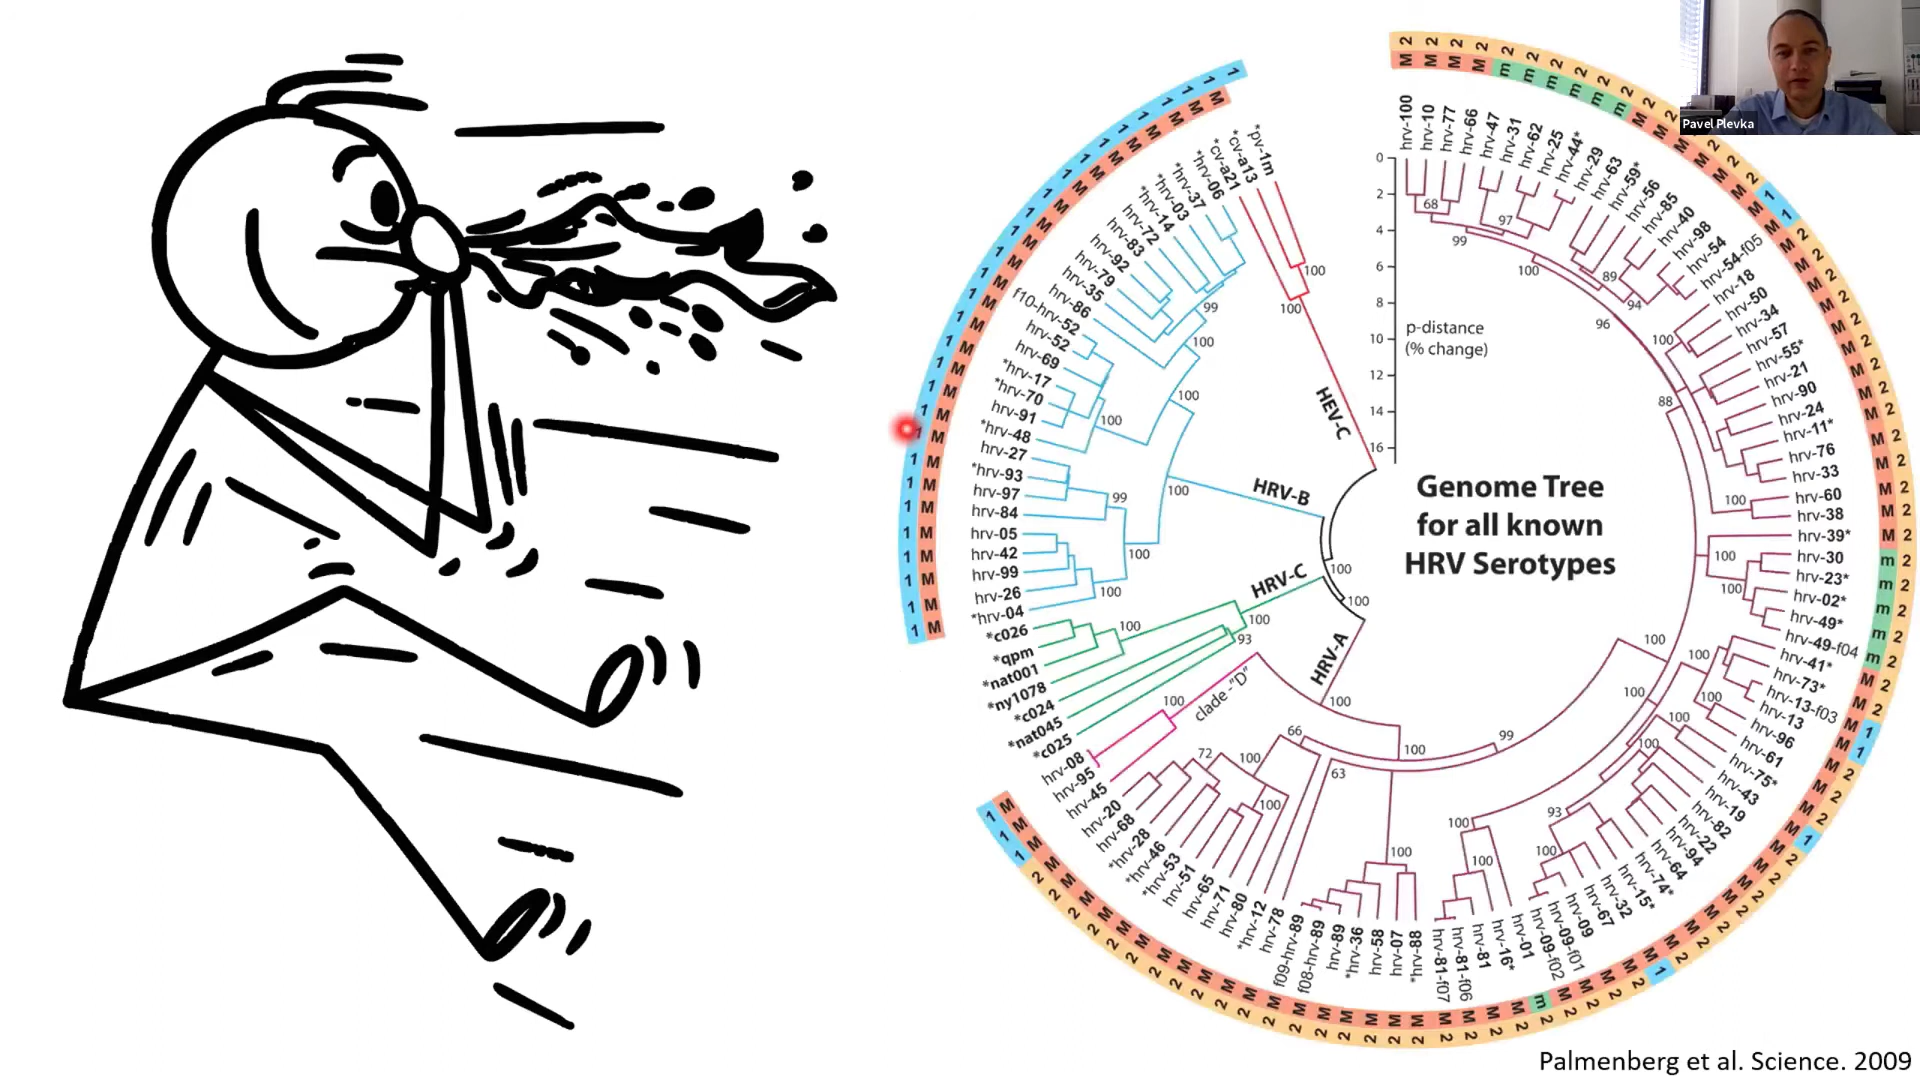 Pavel Plevka
*pv-1m
*cv-a13
*cv-a21
*hrv-06
*hrv-37
*hrv-03
*hrv-14
hrv-72
hrv-83
hrv-92
hrv-79
hrv-35
hrv-86
f10-hrv-52
hrv-52
hrv-69
*hrv-17
*hrv-70
hrv-91
*hrv-48
hrv-27
*hrv-93
hrv-97
hrv-84
hrv-05
hrv-42
hrv-99
hrv-26
*hrv-04
*c026
*qpm
*nat001
*ny1078
*c024
*nat045
*c025
hrv-08
hrv-95
hrv-45
hrv-20
hrv-68
*hrv-28
*hrv-46
*hrv-53
hrv-51
hrv-65
hrv-71
hrv-80
*hrv-12
hrv-78
f09-hrv-89
f08-hrv-89
hrv-89
*hrv-36
hrv-58
hrv-07
*hrv-88
hrv-81-f07
hrv-81-f06
hrv-81
hrv-16*
hrv-01
hrv-09-f02
hrv-09-f01
hrv-09
hrv-67
hrv-32
hrv-15*
hrv-74*
hrv-64
hrv-94
hrv-22
hrv-82
hrv-19
hrv-43
hrv-75*
hrv-61
hrv-96
hrv-13
hrv-13-f03
hrv-73*
hrv-41*
hrv-49-f04
hrv-49*
hrv-02*
hrv-23*
hrv-30
hrv-39*
hrv-38
hrv-60
hrv-33
hrv-76
hrv-11*
hrv-24
hrv-90
hrv-21
hrv-55*
hrv-57
hrv-34
hrv-50
hrv-18
hrv-54-f05
hrv-54
hrv-98
hrv-40
hrv-85
hrv-56
hrv-59*
hrv-63
hrv-29
hrv-44*
hrv-25
hrv-62
hrv-31
hrv-47
hrv-66
hrv-77
hrv-10
hrv-100
0
2
4
6
8
10
12
14
16
p-distance
(% change)
HEV-C
HRV-B
HRV-C
HRV-A
clade -"D"
Genome Tree
for all known
HRV Serotypes
Palmenberg et al. Science. 2009